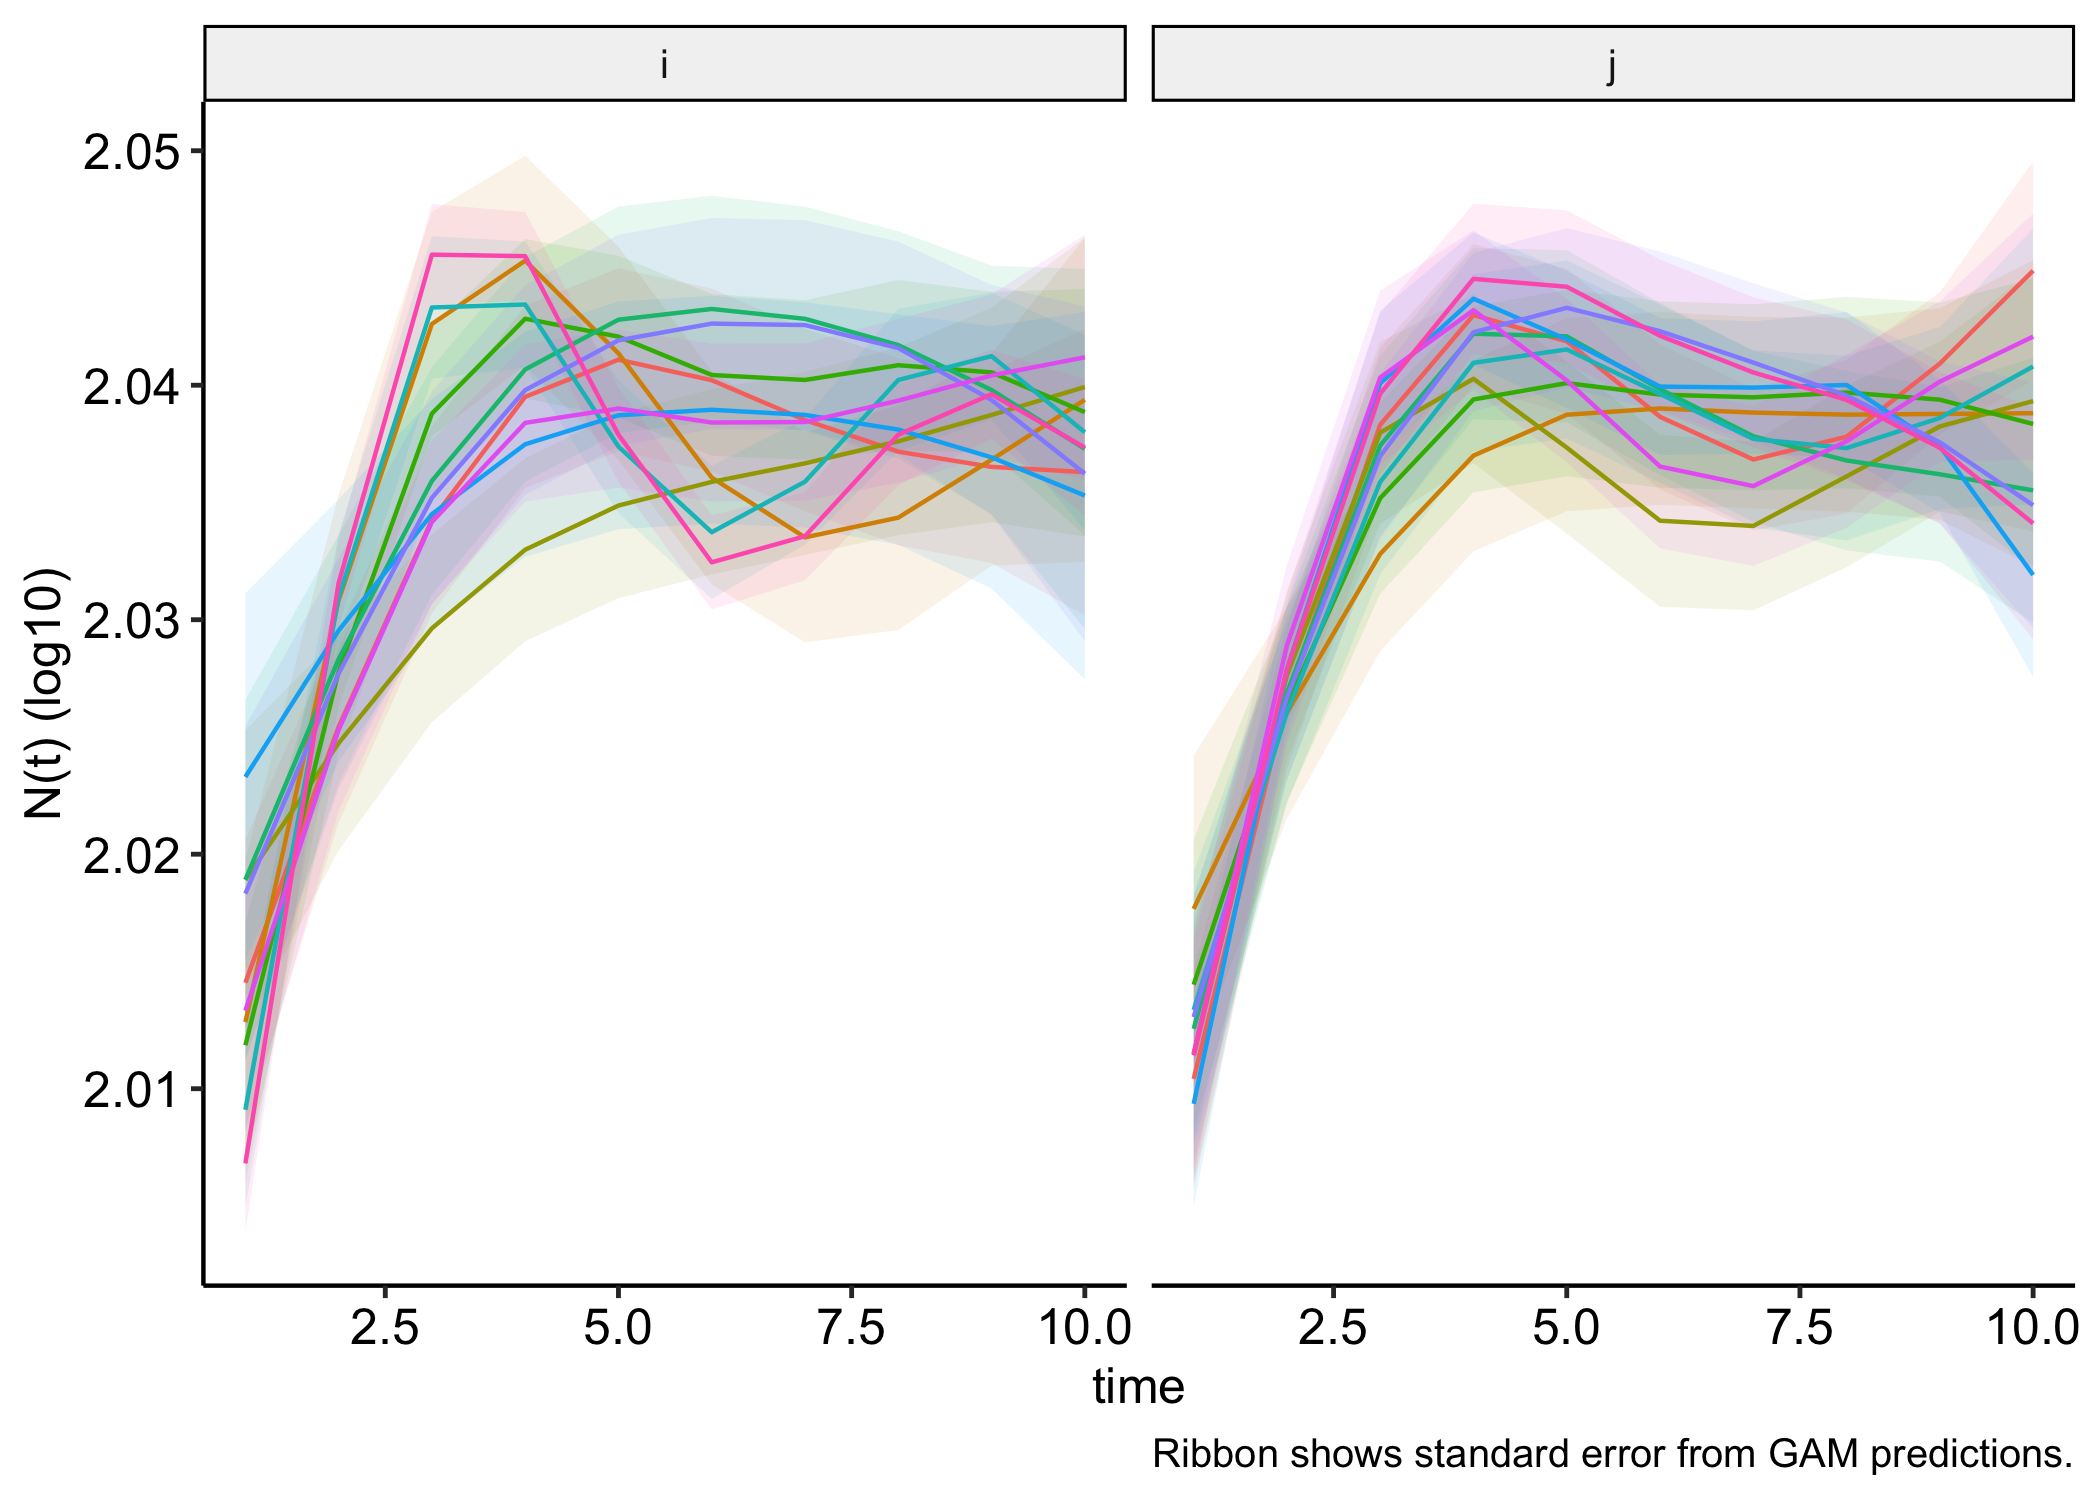 i
j
2.05
2.04
2.03
2.02
2.01
N(t) (log10)
2.5 5.0 7.5 10.0 2.5 5.0 7.5 10.0
time
Ribbon shows standard error from GAM predictions.